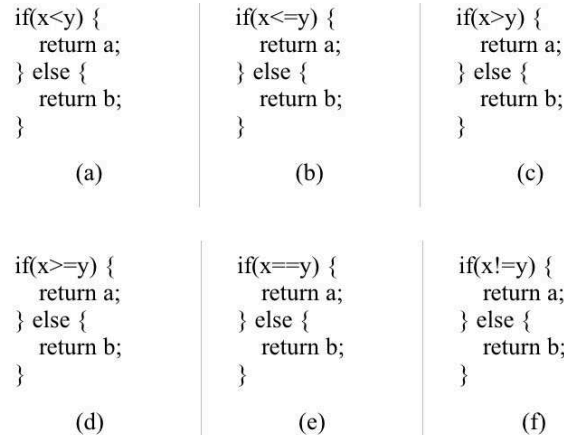 if(x<y) {
return a;
} else {
return b;
}
(a)
if(x<=y) {
return a;
} else {
return b;
}
(b)
if(x>y) {
return a;
} else {
return b;
}
(c)
if(x>=y) {
return a;
} else {
return b;
}
(d)
if(x==y) {
return a;
} else {
return b;
}
(e)
if(x!=y) {
return a;
} else {
return b;
}
(f)